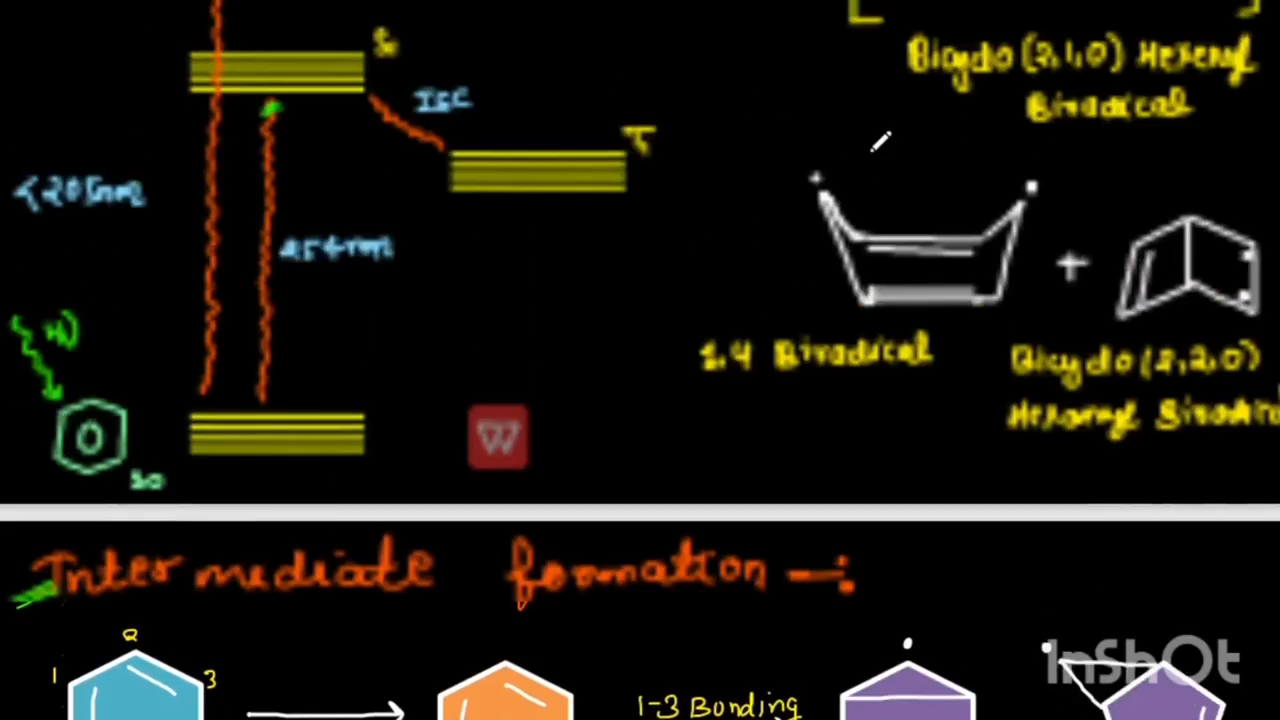 S1
ISC
T
<205nm
254nm
hν
S0
Bicyclo(2,1,0) Hexenyl
Biradical
+
1,4 Biradical
Bicyclo(2,2,0)
Hexenyl Biradical
W
Intermediate formation —:
1
2
3
1-3 Bonding
InShOt